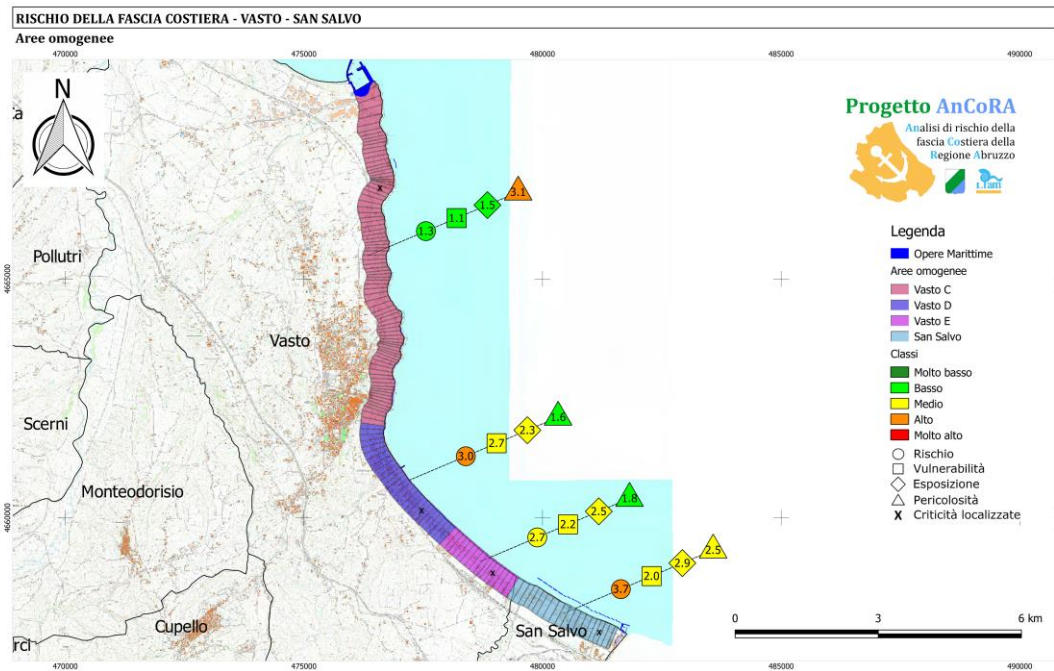 RISCHIO DELLA FASCIA COSTIERA - VASTO - SAN SALVO
Aree omogenee
470000
475000
480000
485000
490000
N
Progetto AnCoRA
Analisi di rischio della
fascia Costiera della
Regione Abruzzo
LIam
Legenda
Opere Marittime
Aree omogenee
Vasto C
Vasto D
Vasto E
San Salvo
Classi
Molto basso
Basso
Medio
Alto
Molto alto
Rischio
Vulnerabilità
Esposizione
Pericolosità
X Criticità localizzate
x
1.3
1.1
1.5
3.1
Pollutri
4665000
Vasto
Scerni
3.0
2.7
2.3
1.6
Monteodorisio
x
4660000
2.7
2.2
2.5
1.8
x
3.7
2.0
2.9
2.5
Cupello
San Salvo
x
0
3
6 km
470000
475000
480000
485000
490000